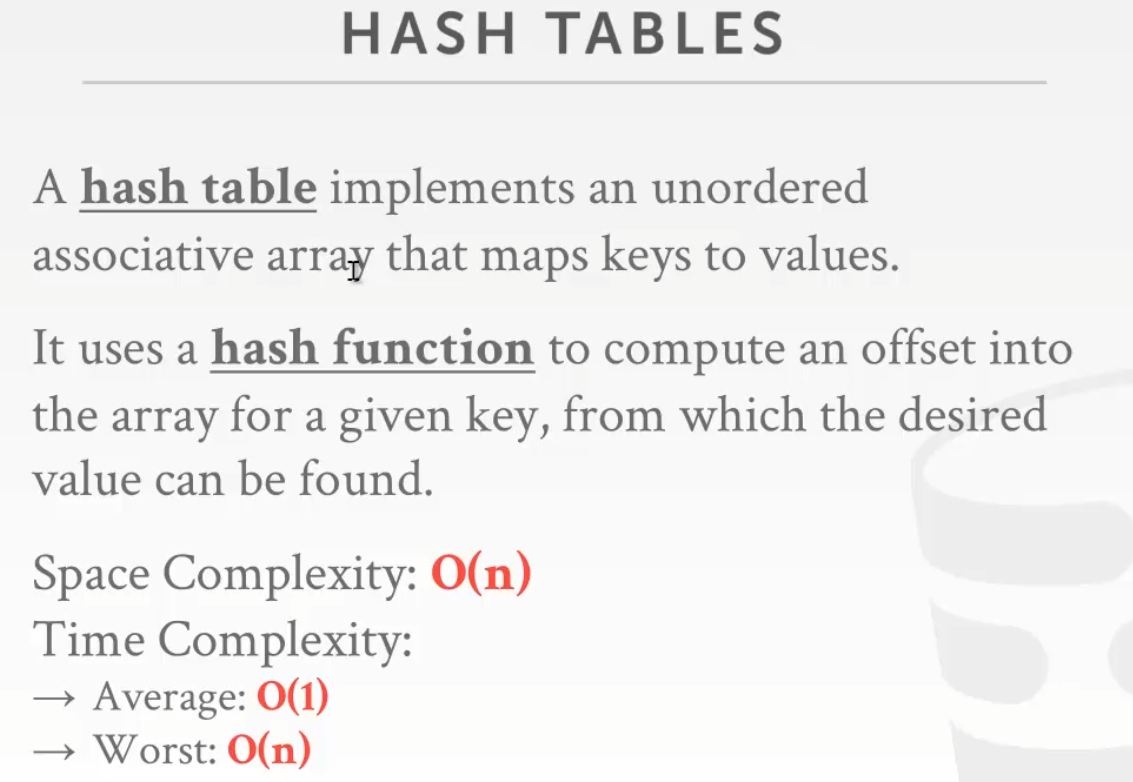 HASH TABLES
A hash table implements an unordered
associative array that maps keys to values.
It uses a hash function to compute an offset into
the array for a given key, from which the desired
value can be found.
Space Complexity: O(n)
Time Complexity:
→ Average: O(1)
→ Worst: O(n)